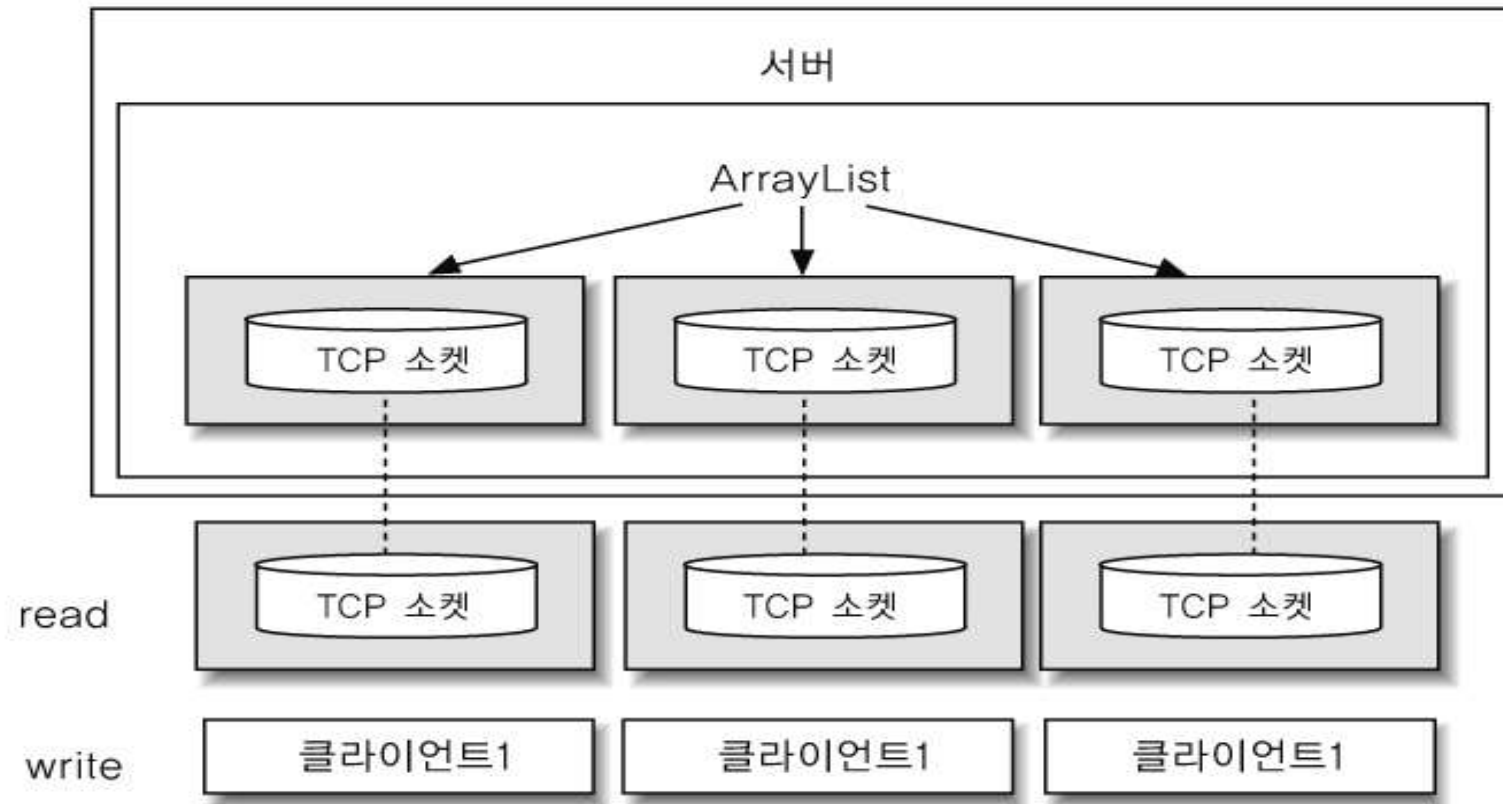 서버
ArrayList
TCP 소켓
TCP 소켓
TCP 소켓
read
TCP 소켓
TCP 소켓
TCP 소켓
write
클라이언트1
클라이언트1
클라이언트1